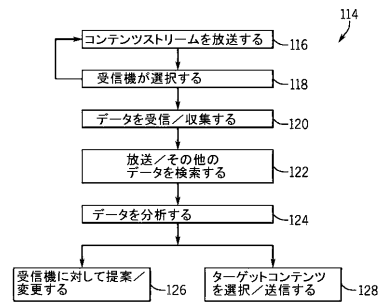 114
コンテンツストリームを放送する
116
受信機が選択する
118
データを受信／収集する
120
放送／その他の
データを検索する
122
データを分析する
124
受信機に対して提案／
変更する
126
ターゲットコンテンツ
を選択／送信する
128